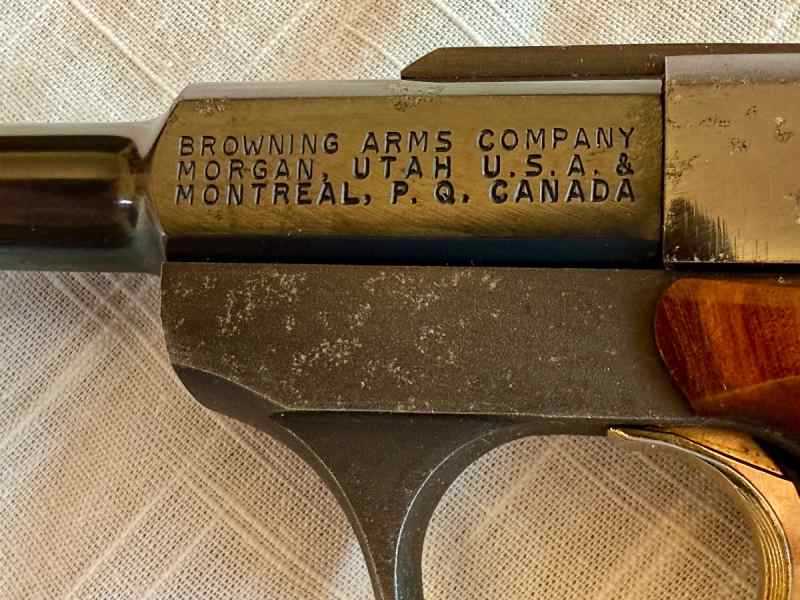 BROWNING ARMS COMPANY
MORGAN, UTAH U.S.A. &
MONTREAL, P. Q. CANADA